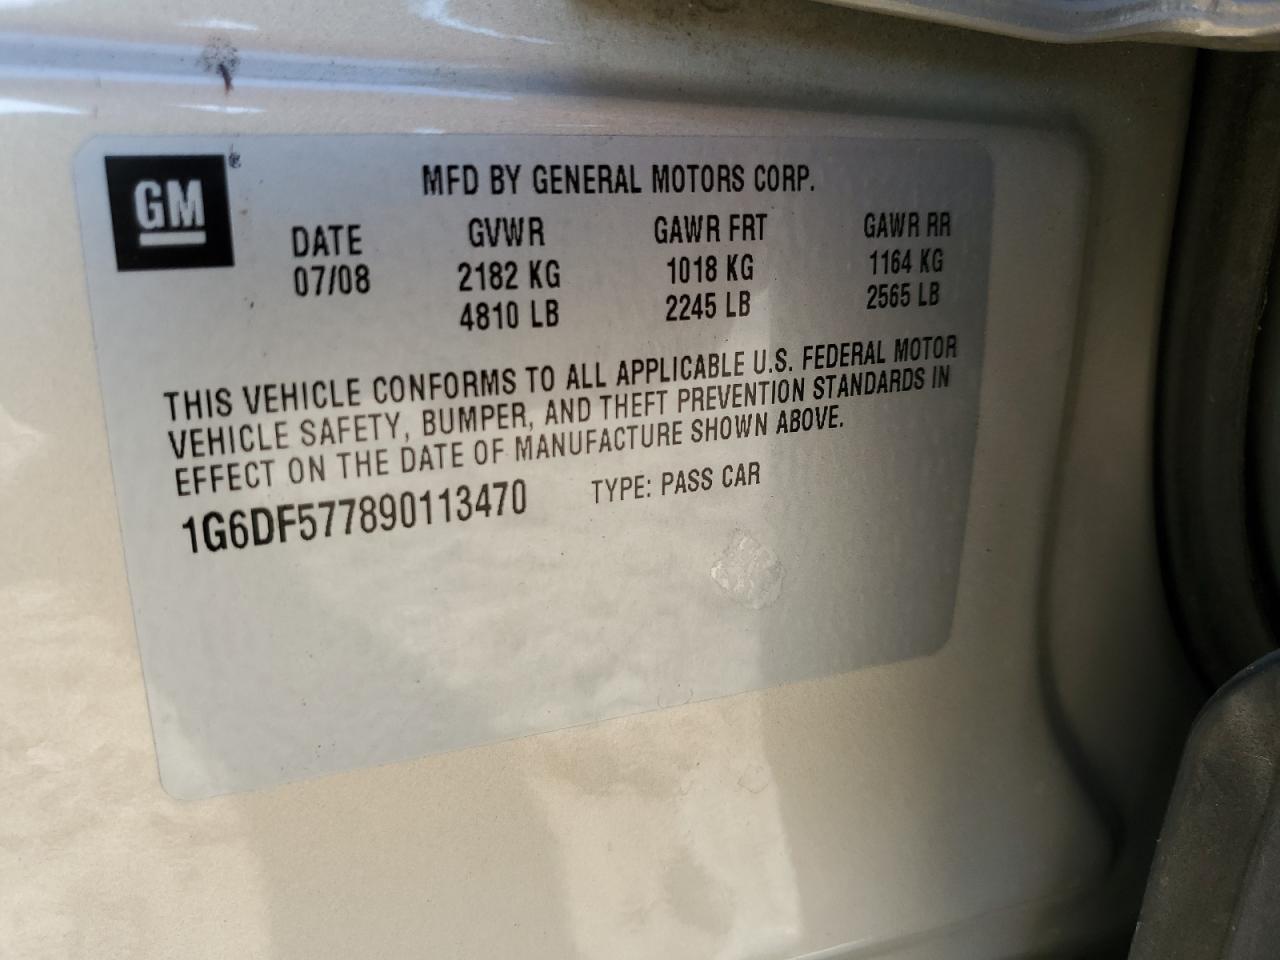 GM ®
MFD BY GENERAL MOTORS CORP.
DATE GVWR GAWR FRT GAWR RR
07/08 2182 KG 1018 KG 1164 KG
4810 LB 2245 LB 2565 LB
THIS VEHICLE CONFORMS TO ALL APPLICABLE U.S. FEDERAL MOTOR
VEHICLE SAFETY, BUMPER, AND THEFT PREVENTION STANDARDS IN
EFFECT ON THE DATE OF MANUFACTURE SHOWN ABOVE.
1G6DF577890113470 TYPE: PASS CAR